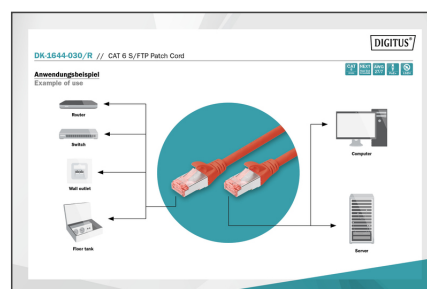 DIGITUS®
DK-1644-030/R // CAT 6 S/FTP Patch Cord
Anwendungsbeispiel
Example of use
Router
Switch
Wall outlet
Floor tank
Computer
Server